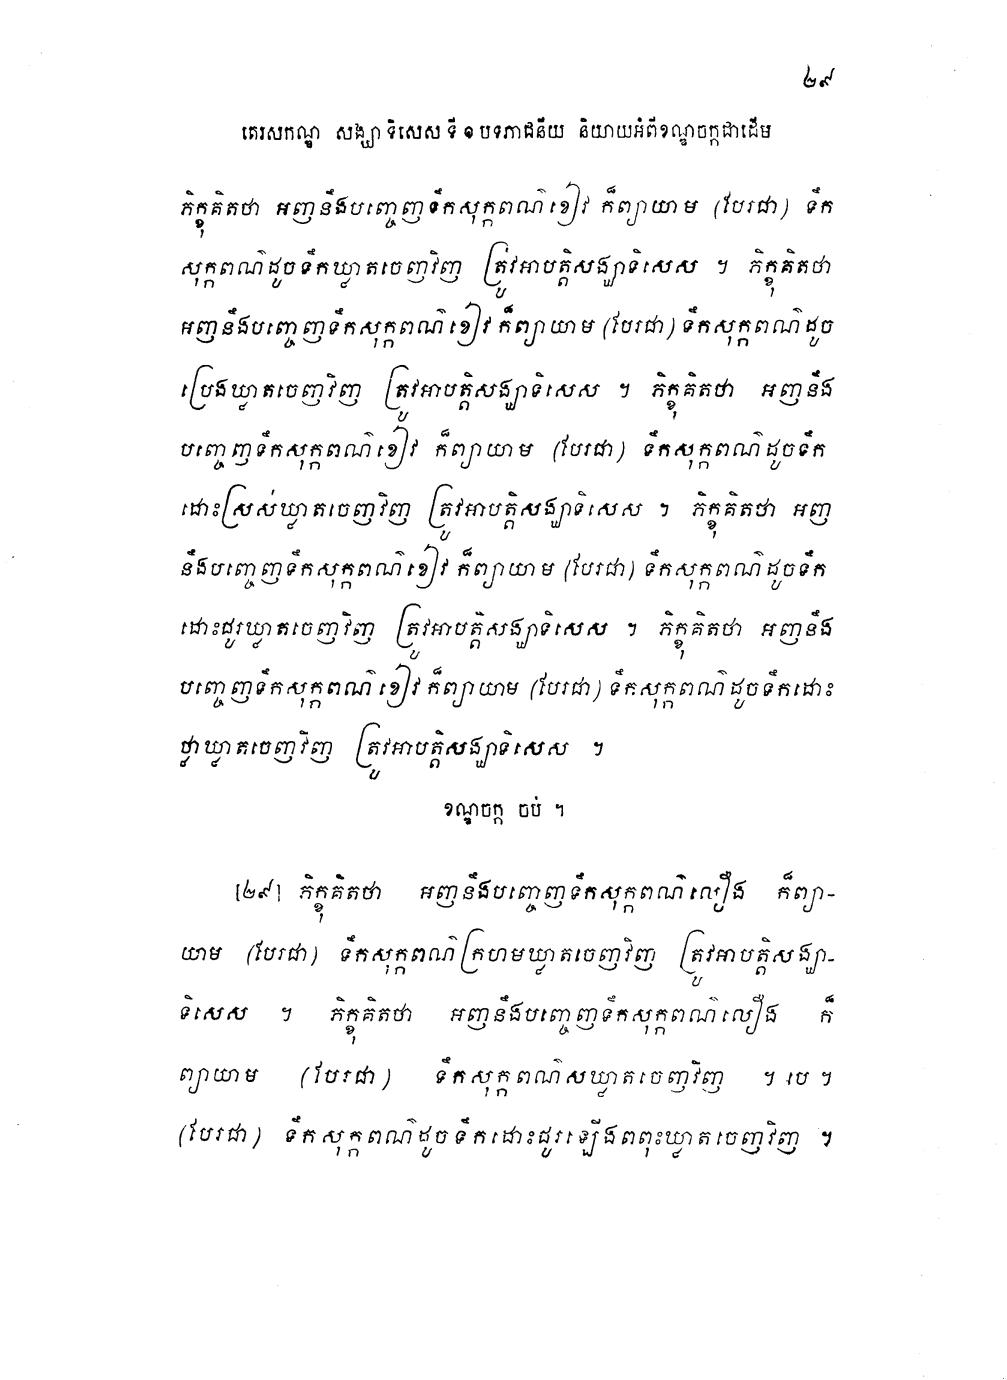 ២៩
តេរសកណ្ឌ សង្ឃាទិសេសទី ១ បទភាជនីយ និយាយអំពីខណ្ឌចក្កជាដើម
ភិក្ខុគិតថា អញនឹងបញ្ចេញទឹកសុក្កពណ៌ខៀវ ក៏ព្យាយាម (បែរជា) ទឹក
សុក្កពណ៌ដូចទឹកឃ្លាតចេញវិញ ត្រូវអាបត្តិសង្ឃាទិសេស ។ ភិក្ខុគិតថា
អញនឹងបញ្ចេញទឹកសុក្កពណ៌ខៀវ ក៏ព្យាយាម (បែរជា) ទឹកសុក្កពណ៌ដូច
ប្រេងឃ្លាតចេញវិញ ត្រូវអាបត្តិសង្ឃាទិសេស ។ ភិក្ខុគិតថា អញនឹង
បញ្ចេញទឹកសុក្កពណ៌ខៀវ ក៏ព្យាយាម (បែរជា) ទឹកសុក្កពណ៌ដូចទឹក
ដោះស្រស់ឃ្លាតចេញវិញ ត្រូវអាបត្តិសង្ឃាទិសេស ។ ភិក្ខុគិតថា អញ
នឹងបញ្ចេញទឹកសុក្កពណ៌ខៀវ ក៏ព្យាយាម (បែរជា) ទឹកសុក្កពណ៌ដូចទឹក
ដោះជូរឃ្លាតចេញវិញ ត្រូវអាបត្តិសង្ឃាទិសេស ។ ភិក្ខុគិតថា អញនឹង
បញ្ចេញទឹកសុក្កពណ៌ខៀវ ក៏ព្យាយាម (បែរជា) ទឹកសុក្កពណ៌ដូចទឹកដោះ
ថ្លាឃ្លាតចេញវិញ ត្រូវអាបត្តិសង្ឃាទិសេស ។
ខណ្ឌចក្ក ចប់ ។
[២៩] ភិក្ខុគិតថា អញនឹងបញ្ចេញទឹកសុក្កពណ៌លឿង ក៏ព្យា-
យាម (បែរជា) ទឹកសុក្កពណ៌ក្រហមឃ្លាតចេញវិញ ត្រូវអាបត្តិសង្ឃា-
ទិសេស ។ ភិក្ខុគិតថា អញនឹងបញ្ចេញទឹកសុក្កពណ៌លឿង ក៏
ព្យាយាម (បែរជា) ទឹកសុក្កពណ៌សឃ្លាតចេញវិញ ។ បេ ។
(បែរជា) ទឹកសុក្កពណ៌ដូចទឹកដោះជូរឡើងពពុះឃ្លាតចេញវិញ ។